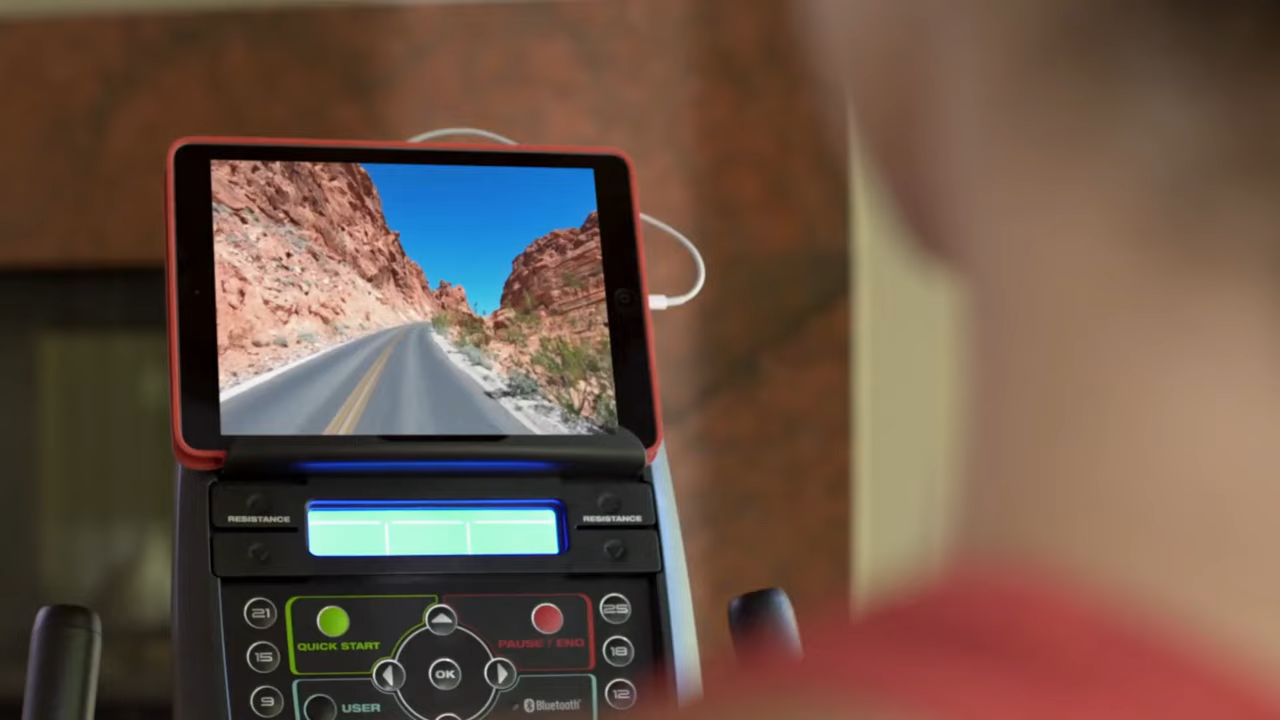 RESISTANCE
RESISTANCE
21
25
QUICK START
PAUSE / END
15
18
OK
9
12
USER
Bluetooth